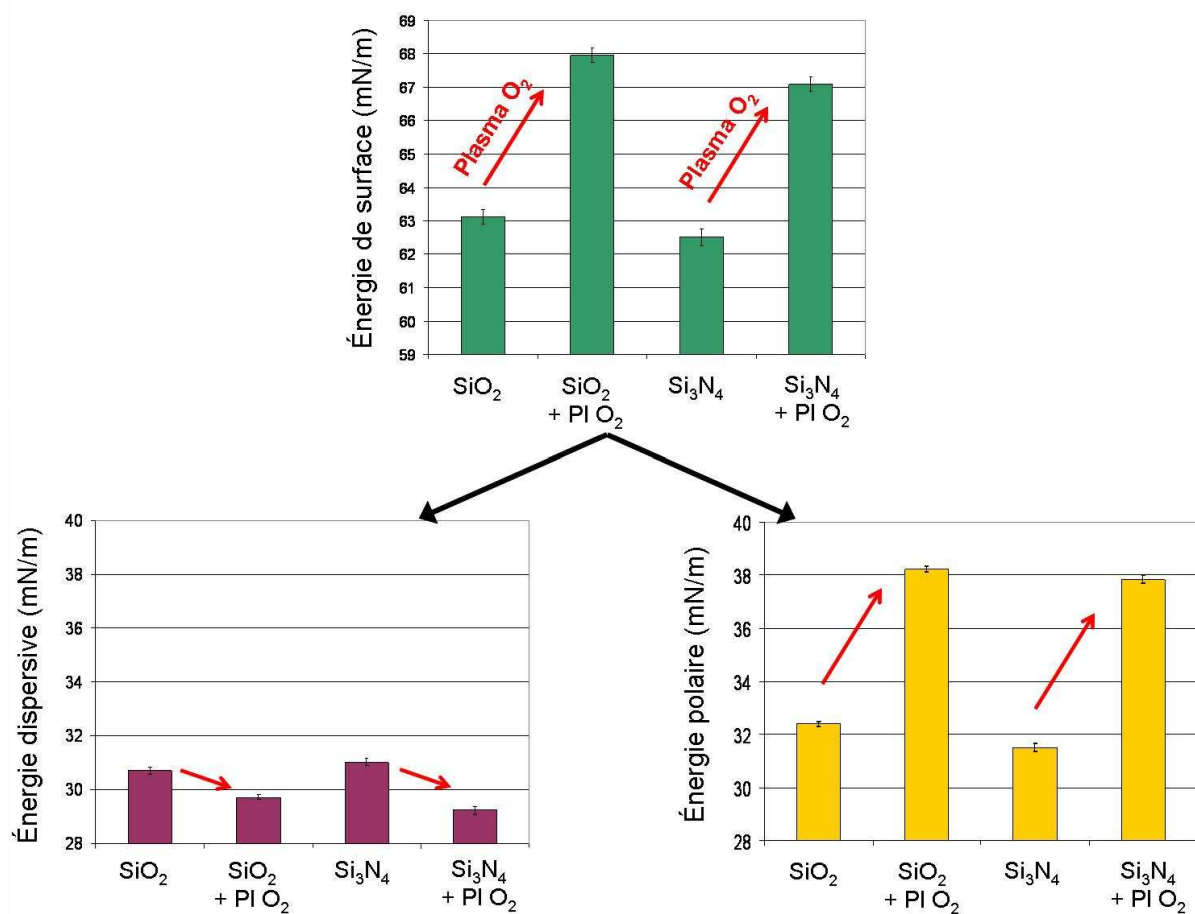 Énergie de surface (mN/m)
69
68
67
66
65
64
63
62
61
60
59
Plasma O₂
Plasma O₂
SiO₂
SiO₂
+ Pl O₂
Si₃N₄
Si₃N₄
+ Pl O₂
Énergie dispersive (mN/m)
40
38
36
34
32
30
28
SiO₂
SiO₂
+ Pl O₂
Si₃N₄
Si₃N₄
+ Pl O₂
Énergie polaire (mN/m)
40
38
36
34
32
30
28
SiO₂
SiO₂
+ Pl O₂
Si₃N₄
Si₃N₄
+ Pl O₂